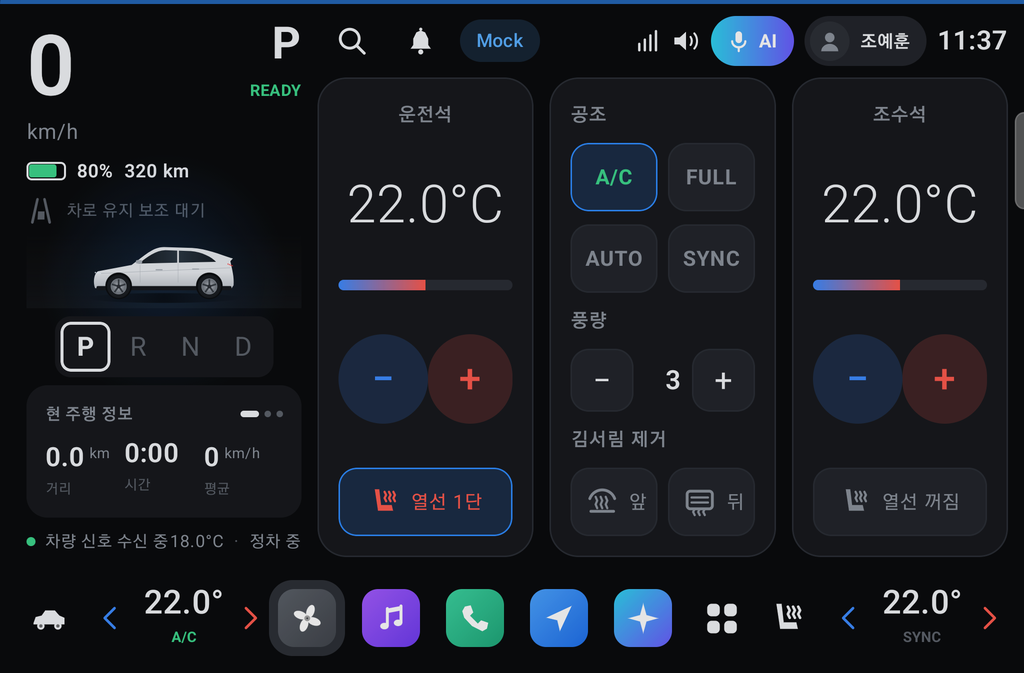 0
P
READY
km/h
80% 320 km
차로 유지 보조 대기
P R N D
현 주행 정보
0.0 km 0:00 0 km/h
거리 시간 평균
차량 신호 수신 중 18.0°C · 정차 중
Mock
AI
조예훈
11:37
운전석
22.0°C
−
+
열선 1단
공조
A/C FULL
AUTO SYNC
풍량
− 3 +
김서림 제거
앞 뒤
조수석
22.0°C
−
+
열선 꺼짐
22.0°
A/C
22.0°
SYNC